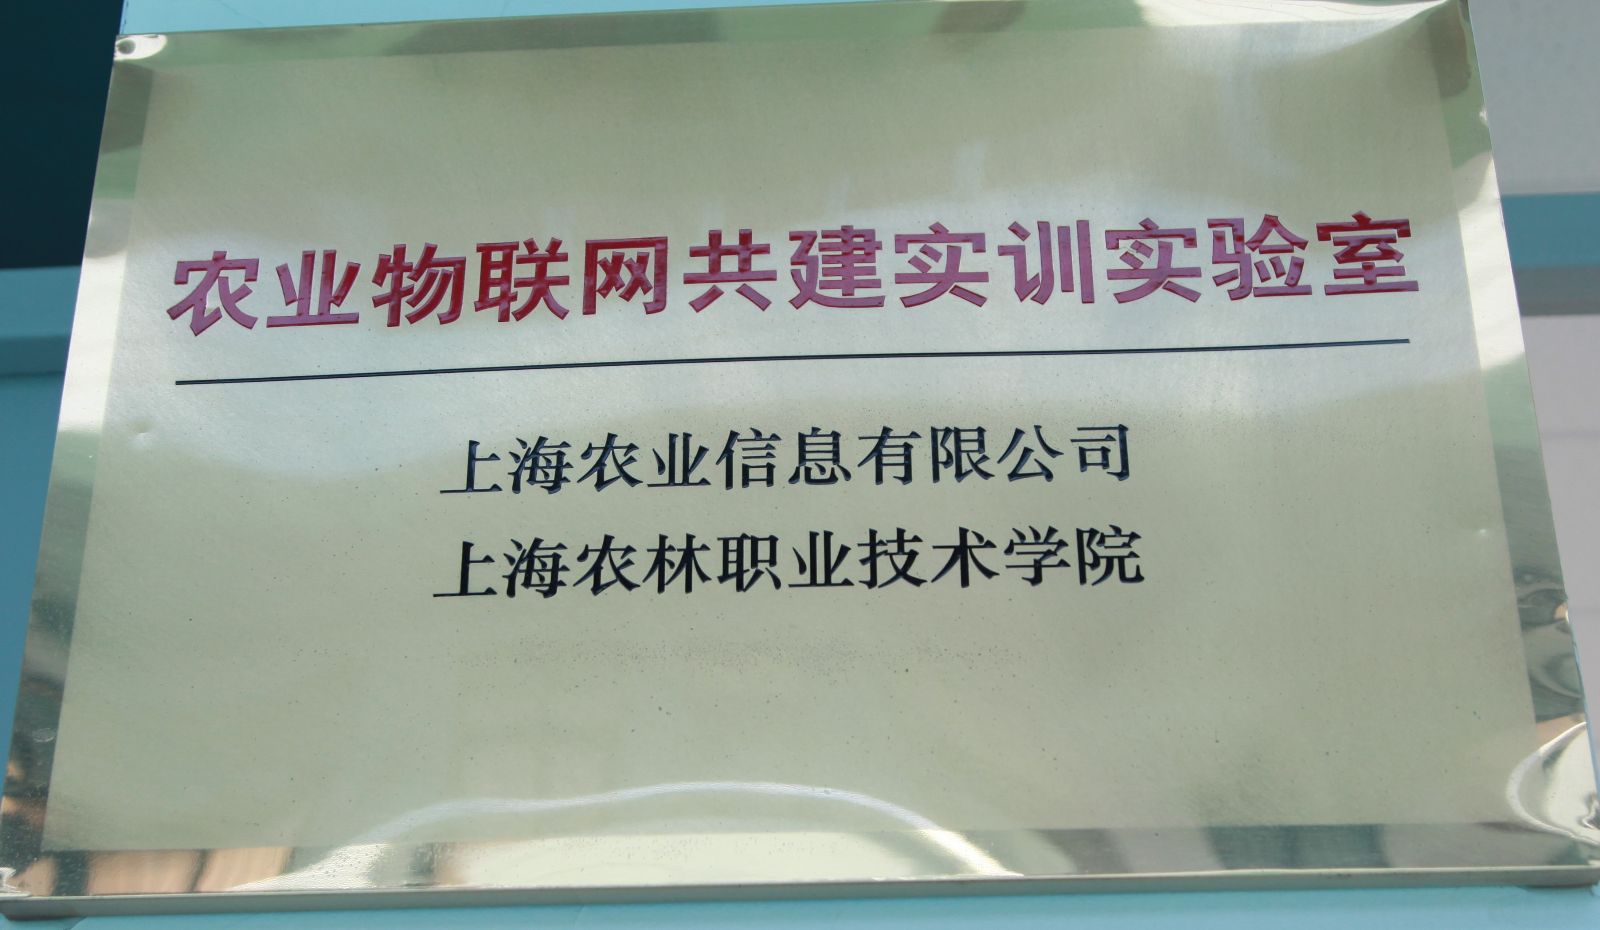 农业物联网共建实训实验室
上海农业信息有限公司
上海农林职业技术学院